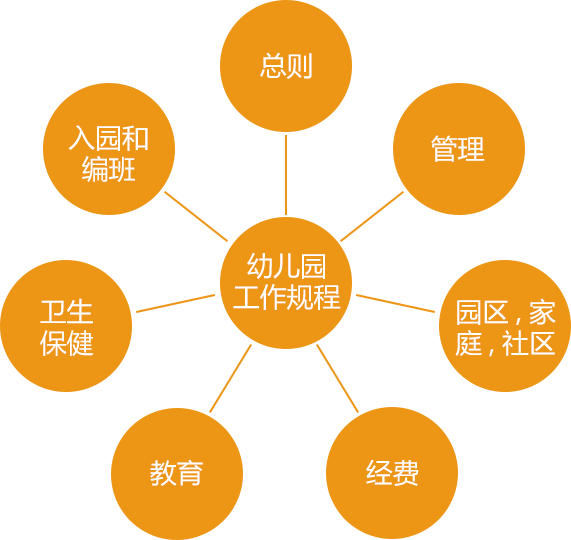 总则
入园和
编班
管理
幼儿园
工作规程
卫生
保健
园区，家
庭，社区
教育
经费